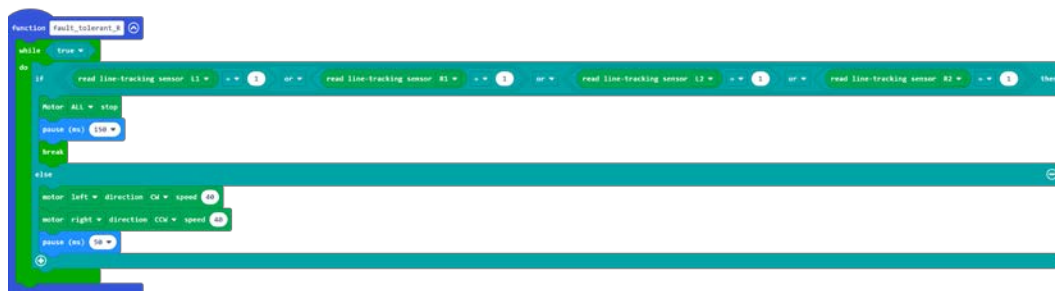 function fault_tolerant_R
while true
do
if read line-tracking sensor L1 = 1 or read line-tracking sensor R1 = 1 or read line-tracking sensor L2 = 1 or read line-tracking sensor R2 = 1 then
Motor ALL stop
pause (ms) 150
break
else
motor left direction CW speed 40
motor right direction CCW speed 40
pause (ms) 50